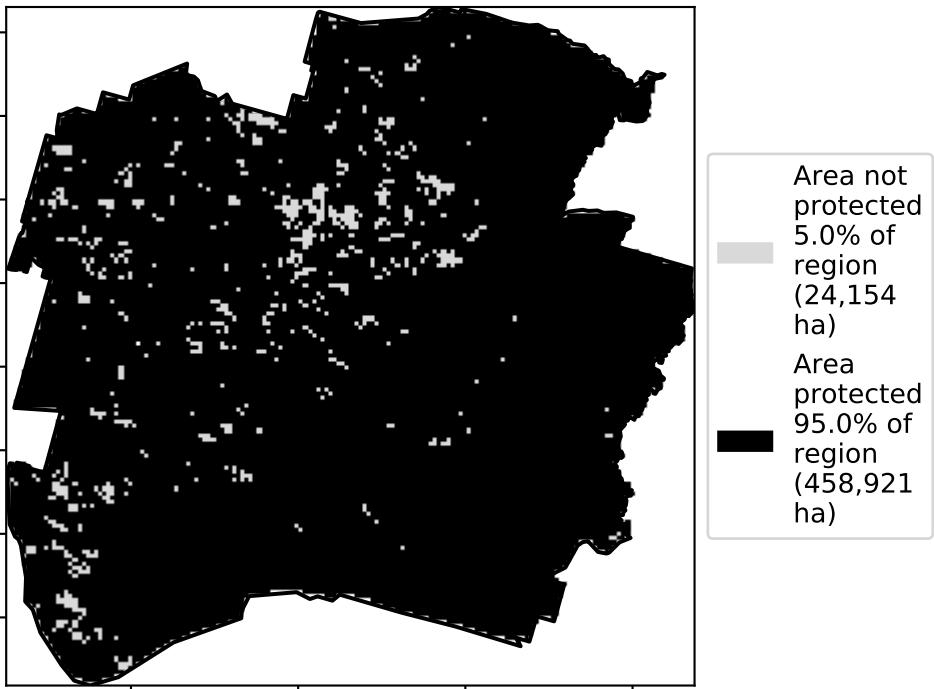 Area not
protected
5.0% of
region
(24,154
ha)
Area
protected
95.0% of
region
(458,921
ha)